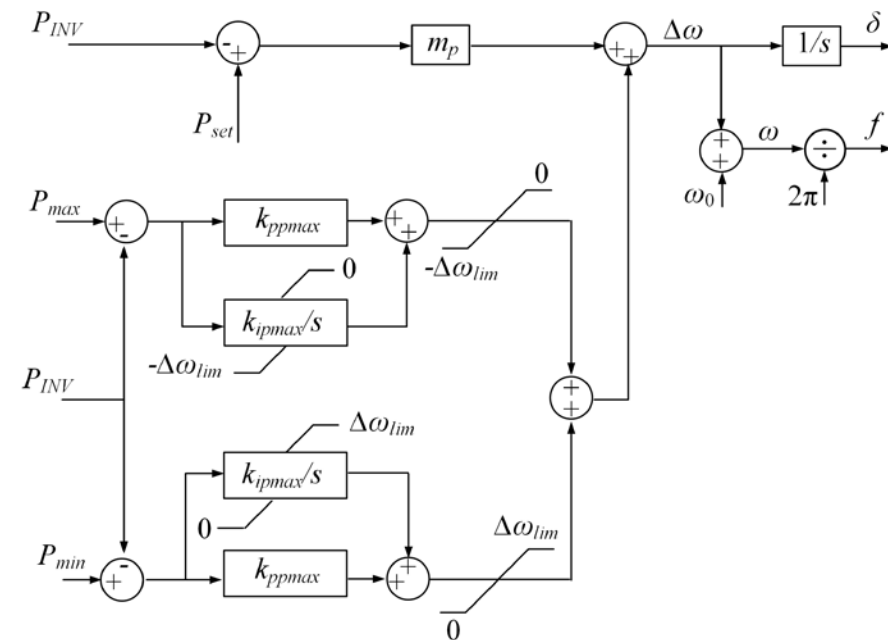 P_INV
-
+
m_p
+
+
Δω
1/s
δ
P_set
+
+
ω
÷
f
ω_0
2π
P_max
+
-
k_ppmax
+
+
0
-Δω_lim
0
k_ipmax/s
-Δω_lim
P_INV
+
+
Δω_lim
k_ipmax/s
0
Δω_lim
P_min
+
-
k_ppmax
+
+
0